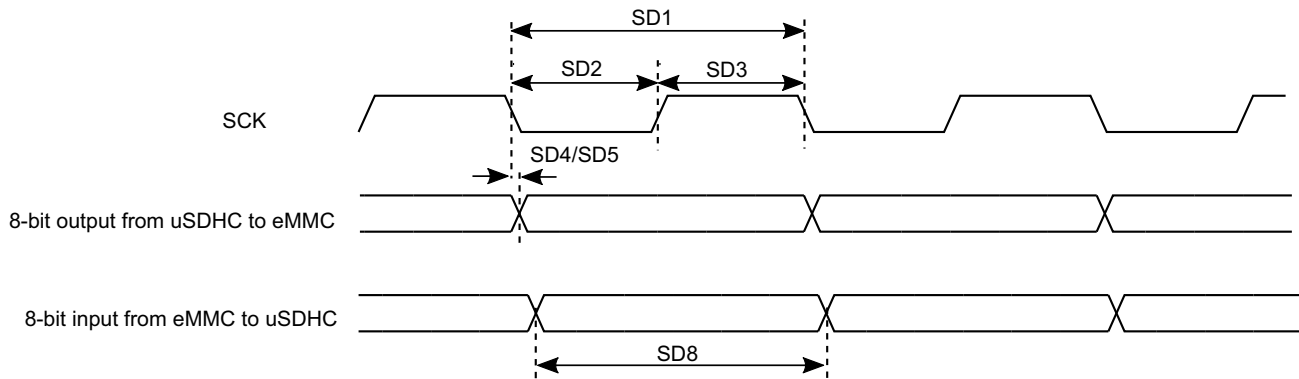 SD1
SD2
SD3
SCK
SD4/SD5
8-bit output from uSDHC to eMMC
8-bit input from eMMC to uSDHC
SD8